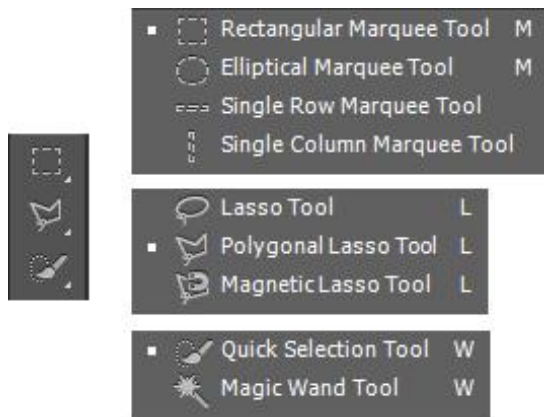 Rectangular Marquee Tool M
Elliptical Marquee Tool M
Single Row Marquee Tool
Single Column Marquee Tool
Lasso Tool L
Polygonal Lasso Tool L
Magnetic Lasso Tool L
Quick Selection Tool W
Magic Wand Tool W